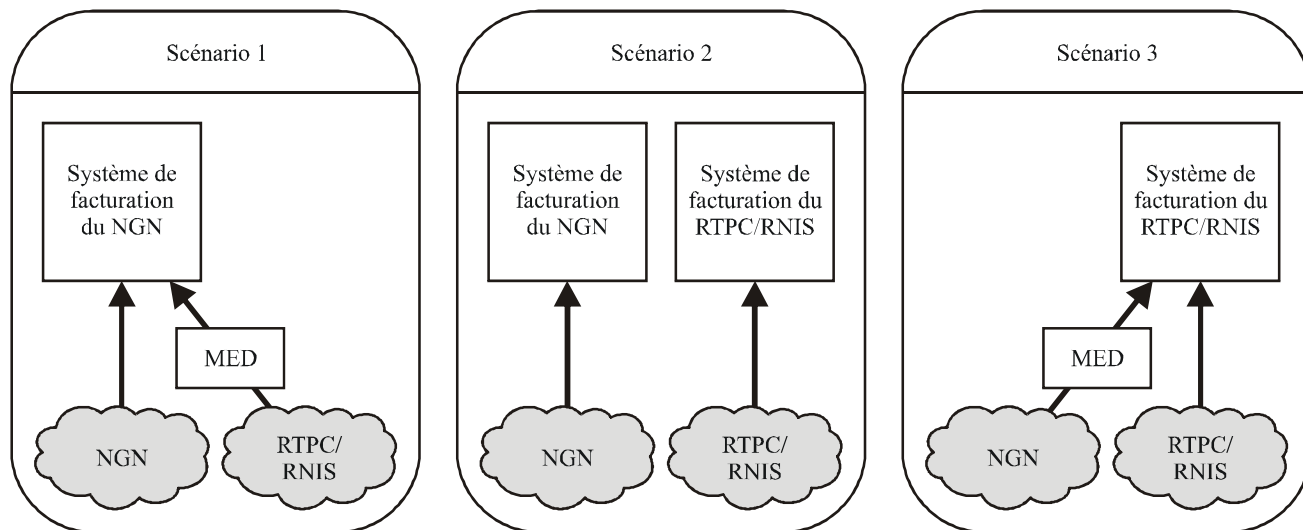 Scénario 1
Système de
facturation
du NGN
MED
NGN
RTPC/
RNIS
Scénario 2
Système de
facturation
du NGN
Système de
facturation du
RTPC/RNIS
NGN
RTPC/
RNIS
Scénario 3
Système de
facturation du
RTPC/RNIS
MED
NGN
RTPC/
RNIS